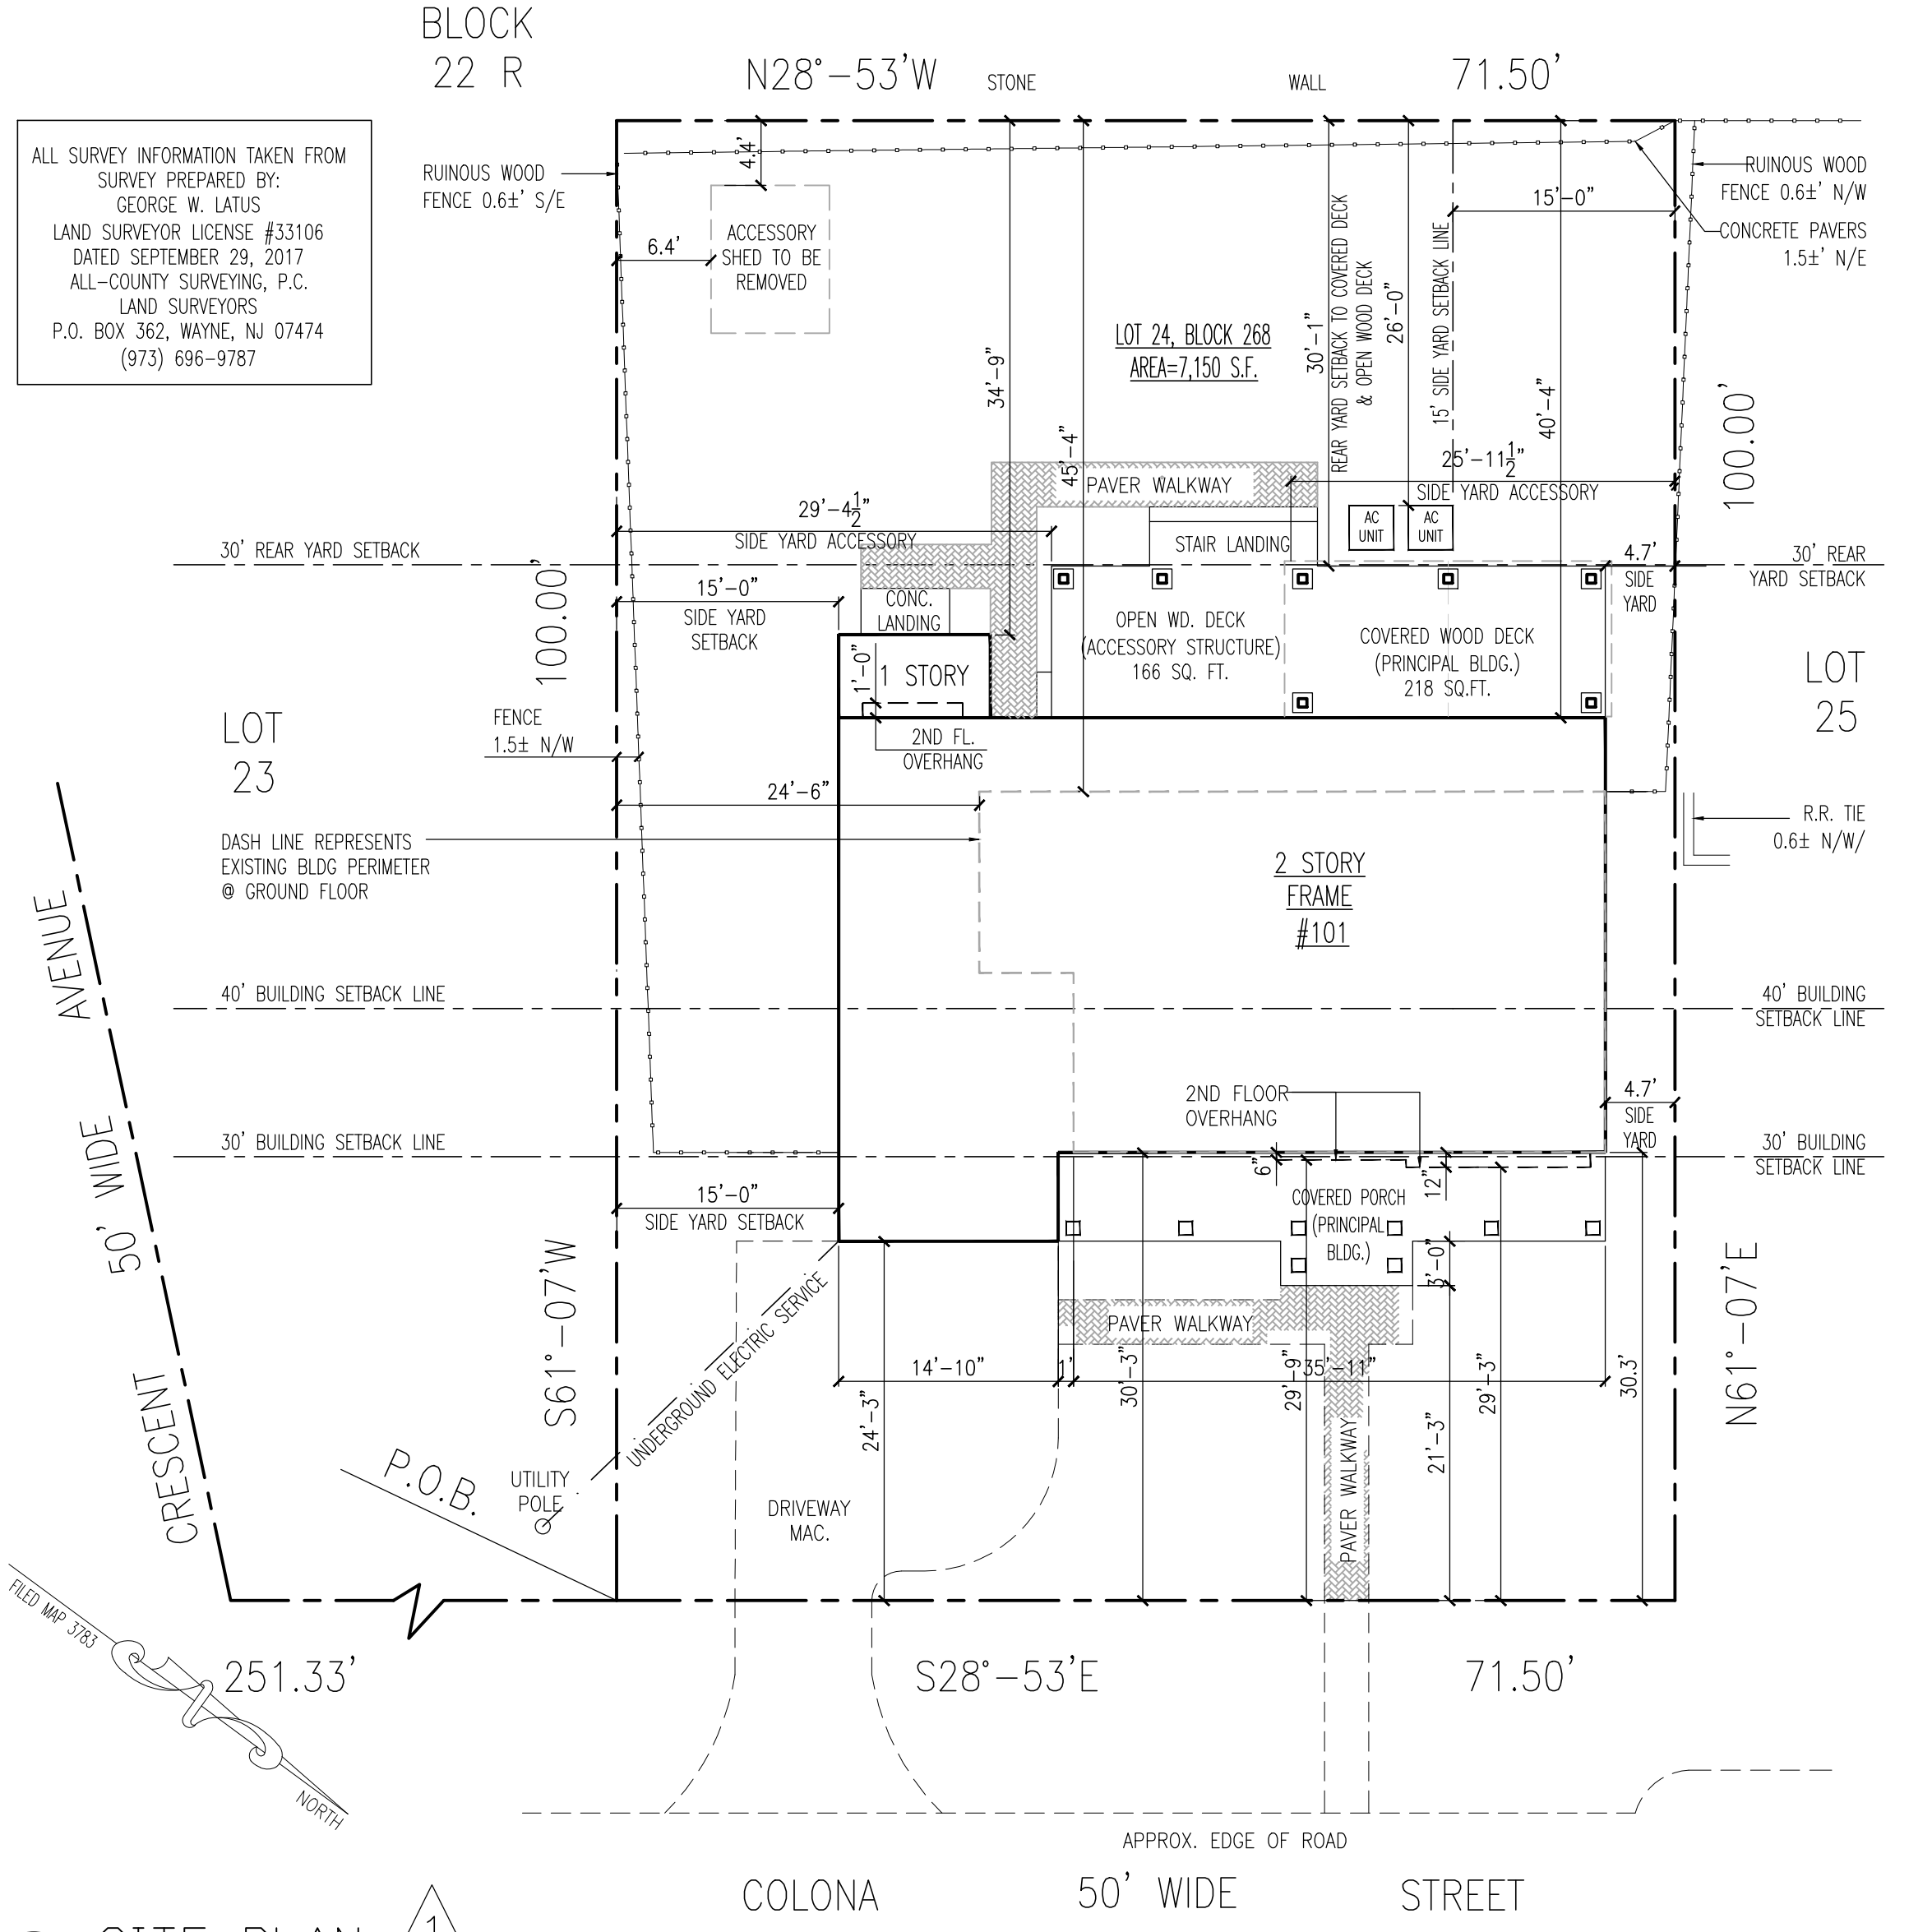 BLOCK
22 R
N28°-53'W
STONE
WALL
71.50'
ALL SURVEY INFORMATION TAKEN FROM
SURVEY PREPARED BY:
GEORGE W. LATUS
LAND SURVEYOR LICENSE #33106
DATED SEPTEMBER 29, 2017
ALL-COUNTY SURVEYING, P.C.
LAND SURVEYORS
P.O. BOX 362, WAYNE, NJ 07474
(973) 696-9787
RUINOUS WOOD
FENCE 0.6±' S/E
4.4'
6.4'
ACCESSORY
SHED TO BE
REMOVED
34'-9"
45'-4"
LOT 24, BLOCK 268
AREA=7,150 S.F.
30'-1"
REAR YARD SETBACK TO COVERED DECK
& OPEN WOOD DECK
26'-0"
15' SIDE YARD SETBACK LINE
15'-0"
40'-4"
RUINOUS WOOD
FENCE 0.6±' N/W
CONCRETE PAVERS
1.5±' N/E
100.00'
25'-11 1/2"
SIDE YARD ACCESSORY
PAVER WALKWAY
29'-4 1/2"
SIDE YARD ACCESSORY
STAIR LANDING
AC
UNIT
AC
UNIT
30' REAR YARD SETBACK
30' REAR
YARD SETBACK
4.7'
SIDE
YARD
100.00'
15'-0"
SIDE YARD
SETBACK
CONC.
LANDING
1'-0"
1 STORY
OPEN WD. DECK
(ACCESSORY STRUCTURE)
166 SQ. FT.
COVERED WOOD DECK
(PRINCIPAL BLDG.)
218 SQ.FT.
LOT
25
LOT
23
FENCE
1.5± N/W
2ND FL.
OVERHANG
24'-6"
DASH LINE REPRESENTS
EXISTING BLDG PERIMETER
@ GROUND FLOOR
R.R. TIE
0.6± N/W/
2 STORY
FRAME
#101
40' BUILDING SETBACK LINE
40' BUILDING
SETBACK LINE
2ND FLOOR
OVERHANG
4.7'
SIDE
YARD
30' BUILDING SETBACK LINE
30' BUILDING
SETBACK LINE
6"
12"
15'-0"
SIDE YARD SETBACK
COVERED PORCH
(PRINCIPAL
BLDG.)
3'-0"
CRESCENT 50' WIDE AVENUE
S61°-07'W
N61°-07'E
UNDERGROUND ELECTRIC SERVICE
PAVER WALKWAY
14'-10"
1'
35'-11"
24'-3"
30'-3"
29'-9"
PAVER WALKWAY
21'-3"
29'-3"
30.3'
P.O.B.
UTILITY
POLE
DRIVEWAY
MAC.
FILED MAP 3783
NORTH
251.33'
S28°-53'E
71.50'
APPROX. EDGE OF ROAD
COLONA 50' WIDE STREET
SITE PLAN
1